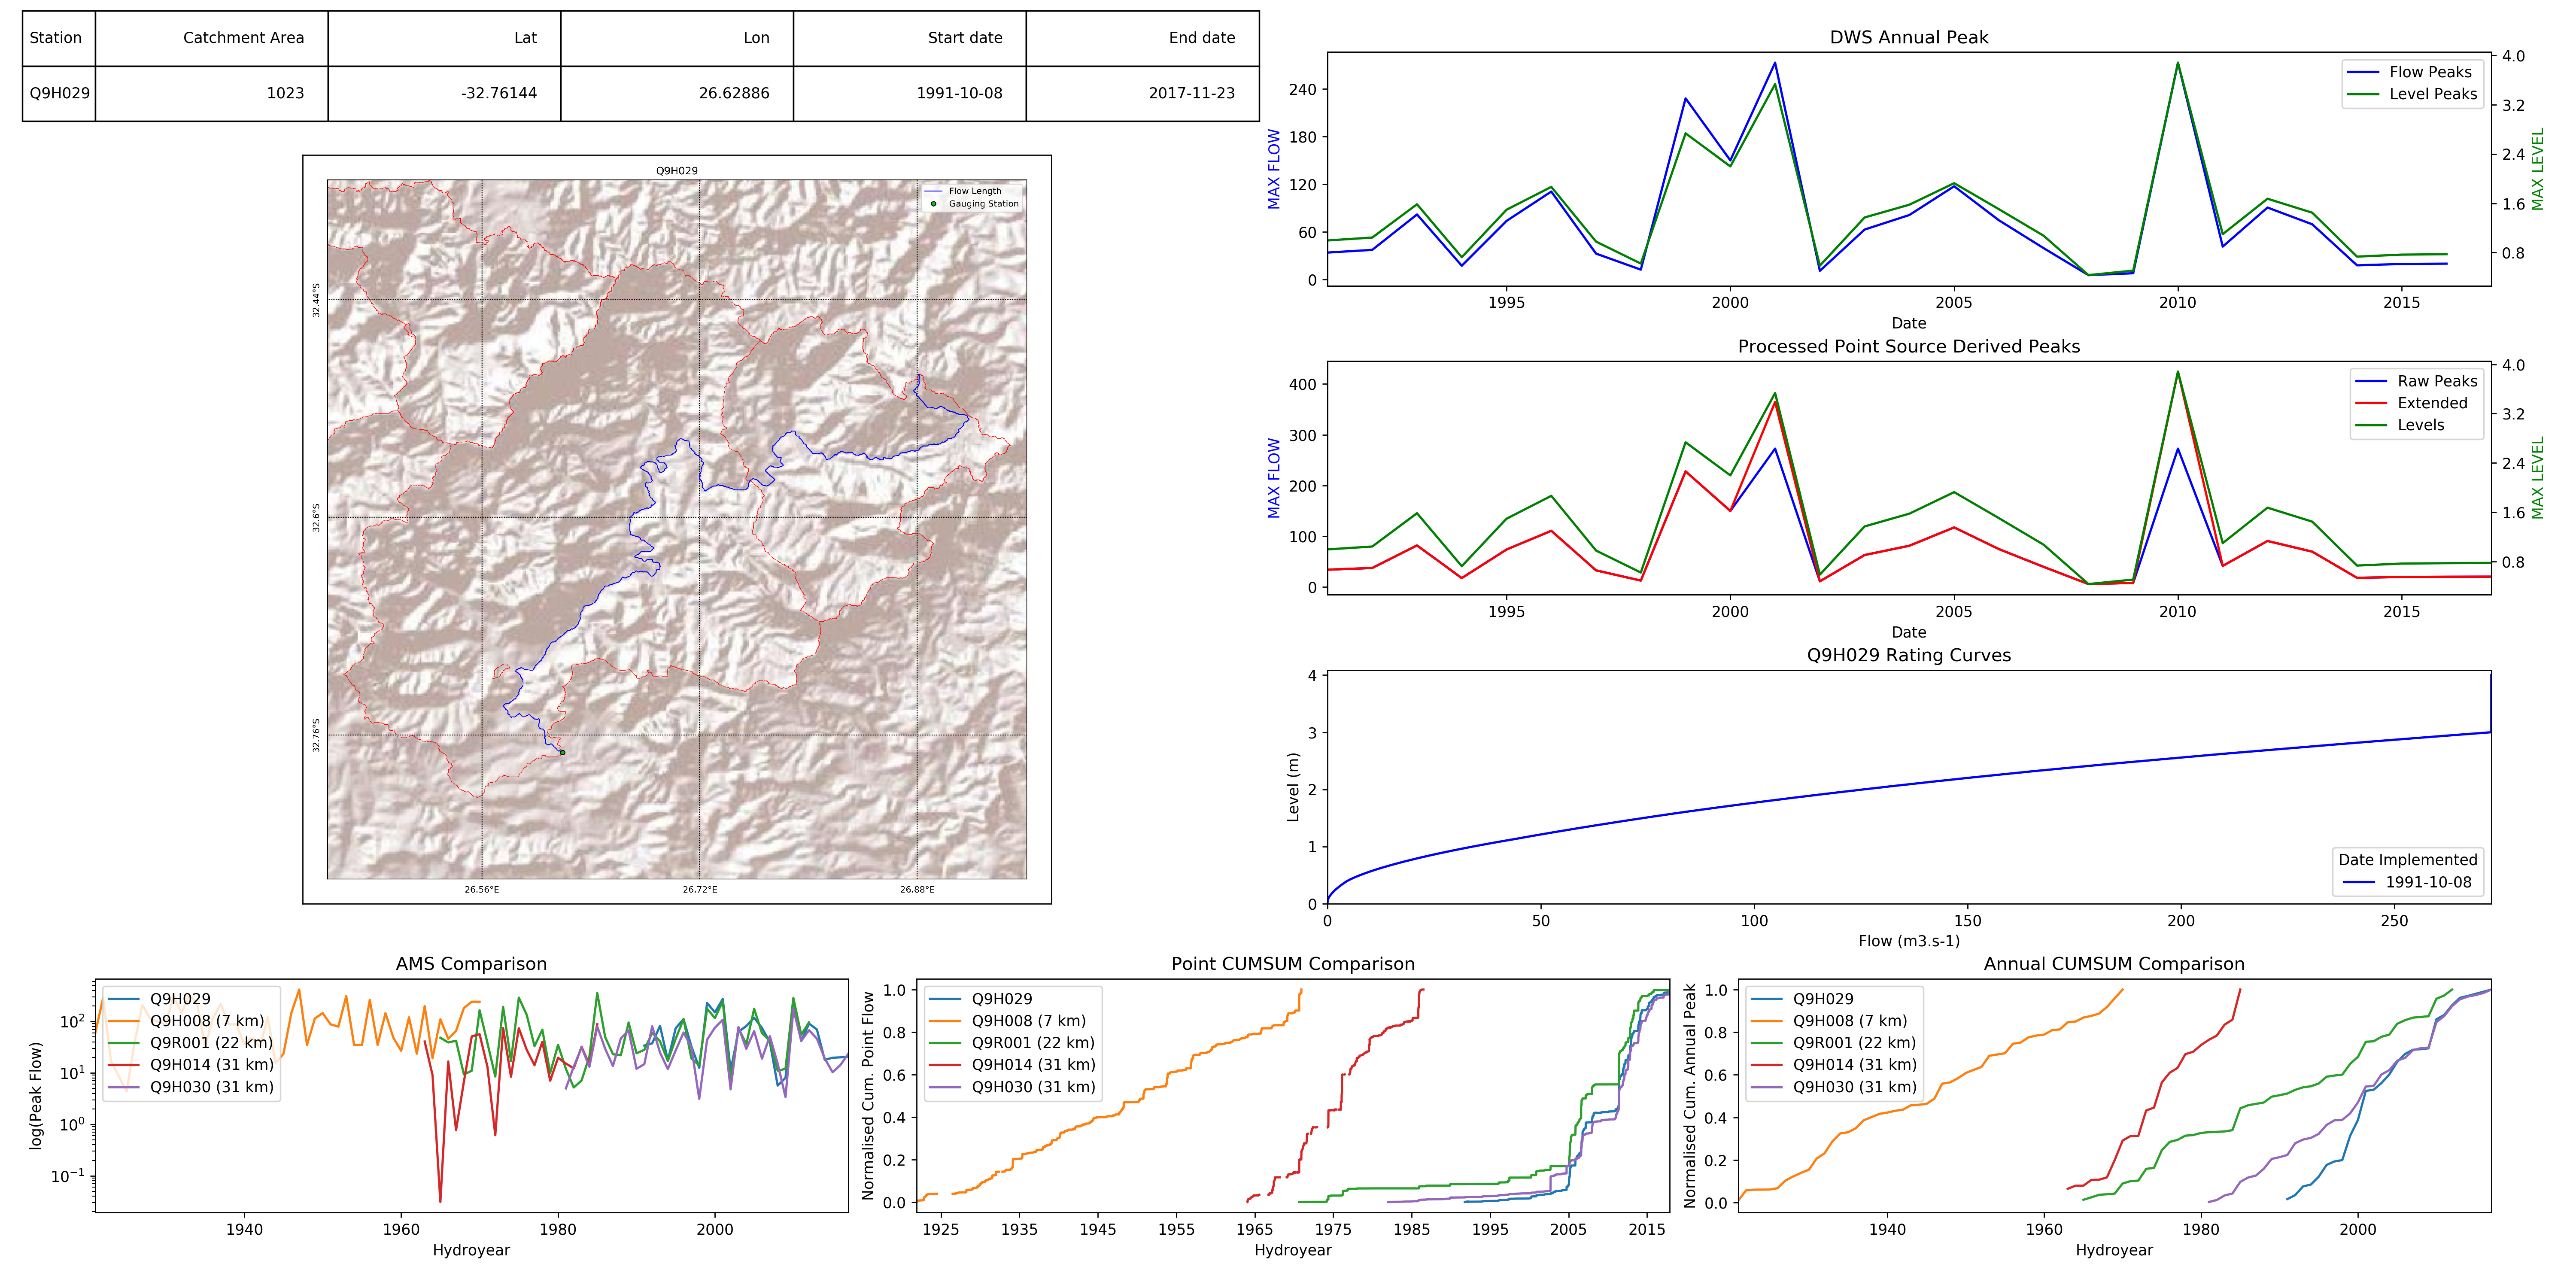 Station Catchment Area Lat Lon Start date End date
Q9H029 1023 -32.76144 26.62886 1991-10-08 2017-11-23
Q9H029
Flow Length
Gauging Station
32.44°S
32.6°S
32.76°S
26.56°E 26.72°E 26.88°E
DWS Annual Peak
Flow Peaks
Level Peaks
MAX FLOW
240
180
120
60
0
4.0
3.2
2.4
1.6
0.8
MAX LEVEL
1995 2000 2005 2010 2015
Date
Processed Point Source Derived Peaks
Raw Peaks
Extended
Levels
MAX FLOW
400
300
200
100
0
4.0
3.2
2.4
1.6
0.8
MAX LEVEL
1995 2000 2005 2010 2015
Date
Q9H029 Rating Curves
Level (m)
4
3
2
1
0
Date Implemented
1991-10-08
0 50 100 150 200 250
Flow (m3.s-1)
AMS Comparison
Q9H029
Q9H008 (7 km)
Q9R001 (22 km)
Q9H014 (31 km)
Q9H030 (31 km)
log(Peak Flow)
10²
10¹
10⁰
10⁻¹
1940 1960 1980 2000
Hydroyear
Point CUMSUM Comparison
Q9H029
Q9H008 (7 km)
Q9R001 (22 km)
Q9H014 (31 km)
Q9H030 (31 km)
Normalised Cum. Point Flow
1.0
0.8
0.6
0.4
0.2
0.0
1925 1935 1945 1955 1965 1975 1985 1995 2005 2015
Hydroyear
Annual CUMSUM Comparison
Q9H029
Q9H008 (7 km)
Q9R001 (22 km)
Q9H014 (31 km)
Q9H030 (31 km)
Normalised Cum. Annual Peak
1.0
0.8
0.6
0.4
0.2
0.0
1940 1960 1980 2000
Hydroyear